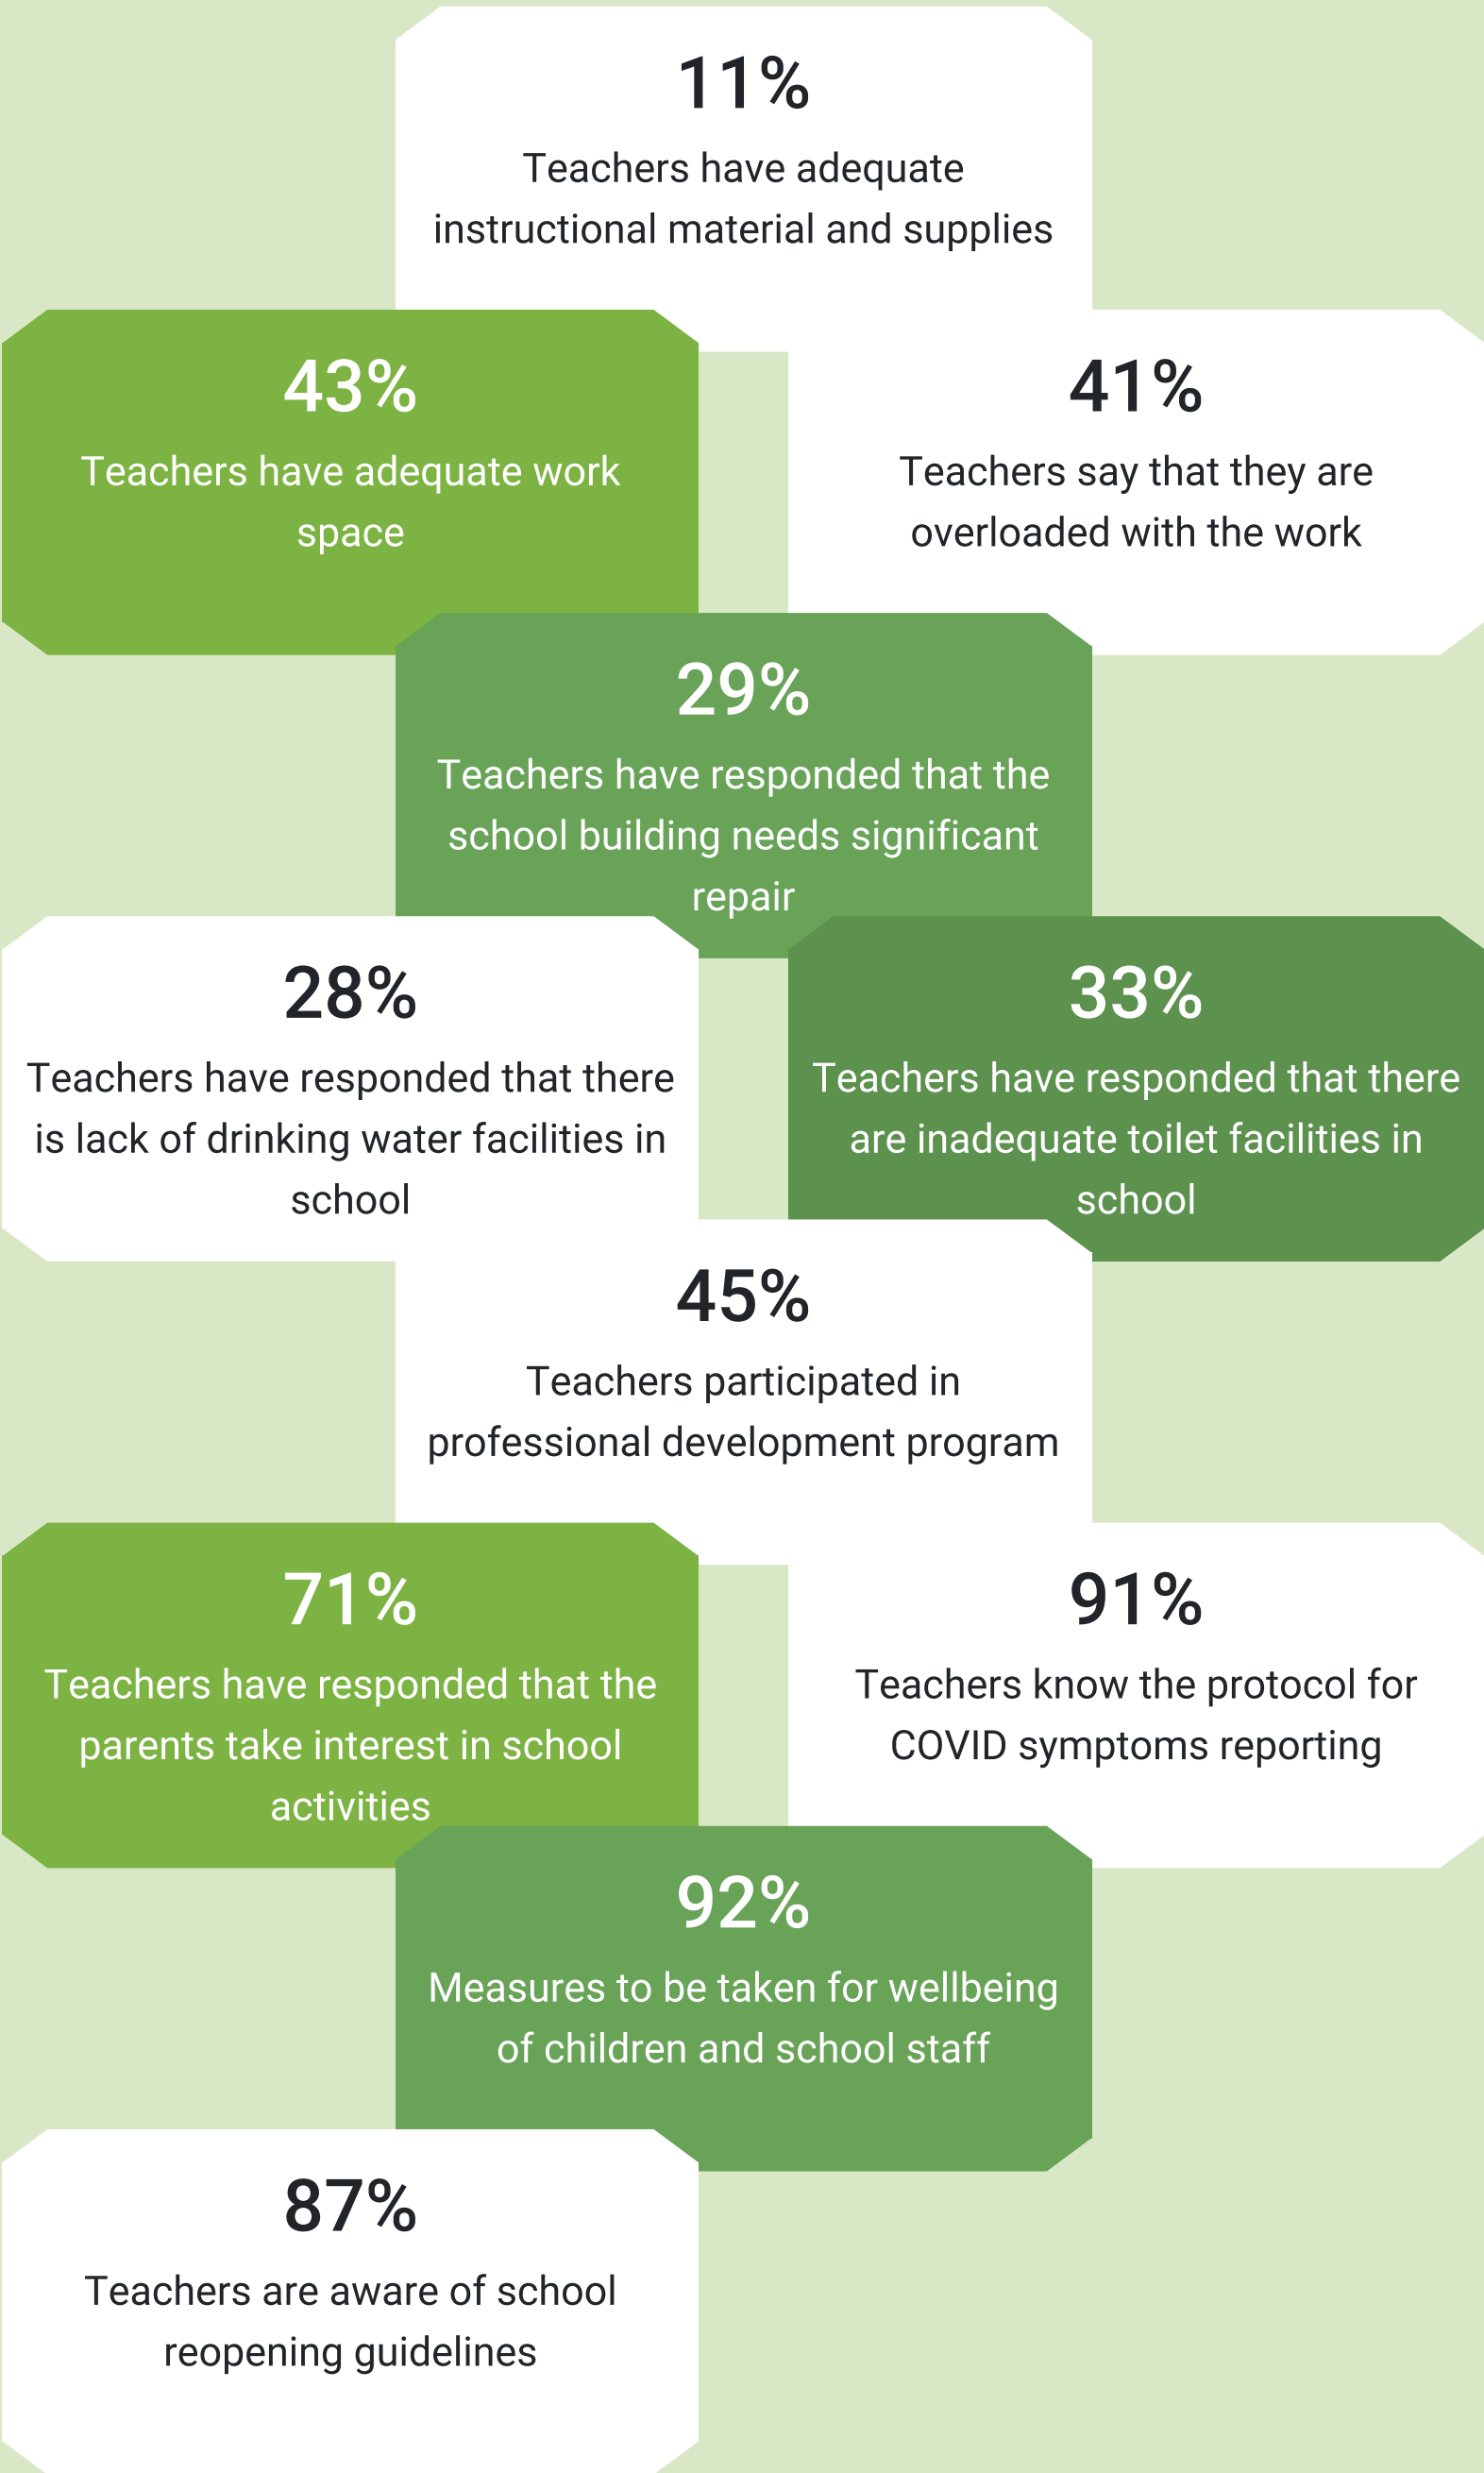 11%
Teachers have adequate
instructional material and supplies
43%
Teachers have adequate work
space
41%
Teachers say that they are
overloaded with the work
29%
Teachers have responded that the
school building needs significant
repair
28%
Teachers have responded that there
is lack of drinking water facilities in
school
33%
Teachers have responded that there
are inadequate toilet facilities in
school
45%
Teachers participated in
professional development program
71%
Teachers have responded that the
parents take interest in school
activities
91%
Teachers know the protocol for
COVID symptoms reporting
92%
Measures to be taken for wellbeing
of children and school staff
87%
Teachers are aware of school
reopening guidelines